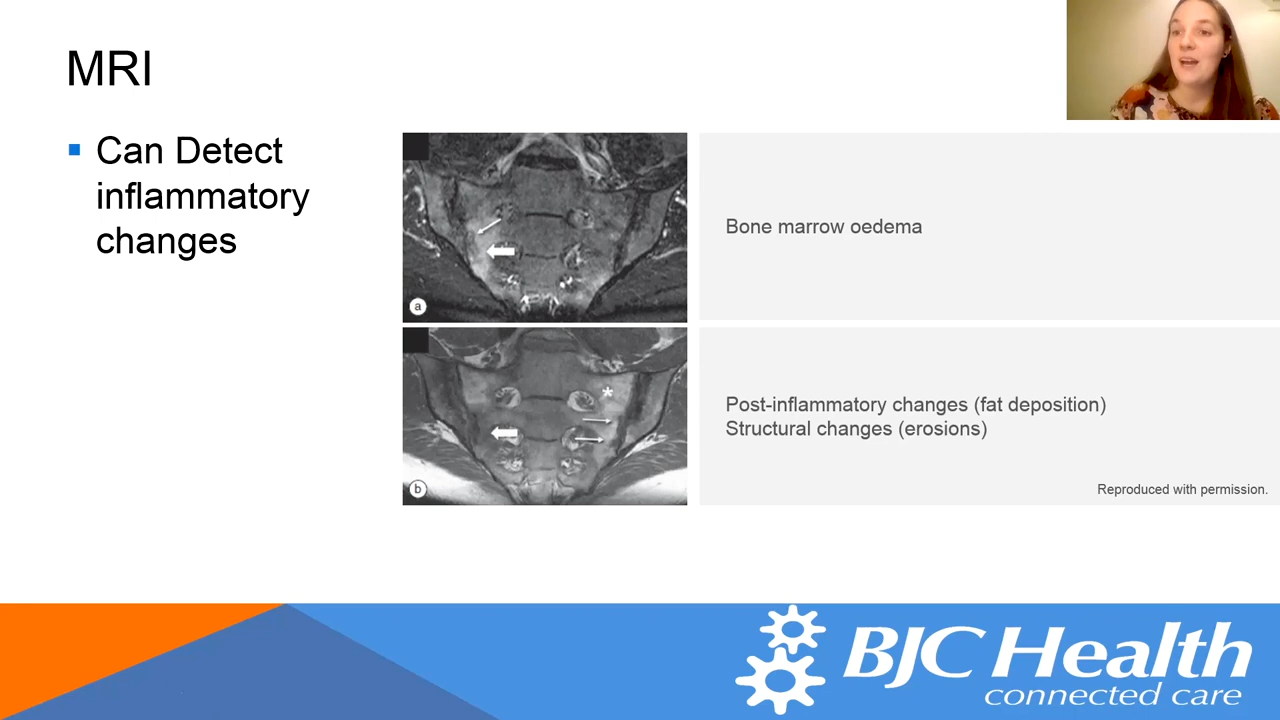 MRI
Can Detect
inflammatory
changes
a
Bone marrow oedema
*
b
Post-inflammatory changes (fat deposition)
Structural changes (erosions)
Reproduced with permission.
BJC Health
connected care